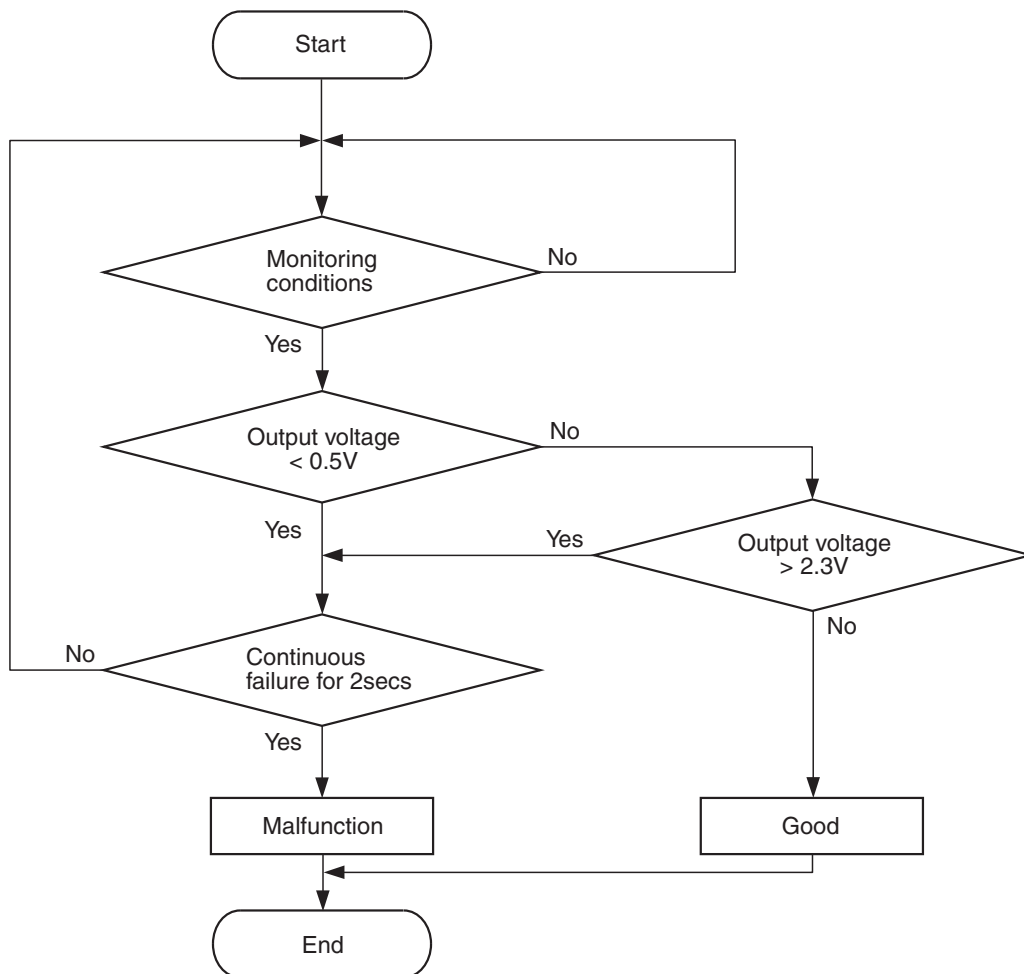 Start
Monitoring
conditions
No
Yes
Output voltage
< 0.5V
No
Yes
Yes
Output voltage
> 2.3V
No
No
Continuous
failure for 2secs
Yes
Malfunction
Good
End